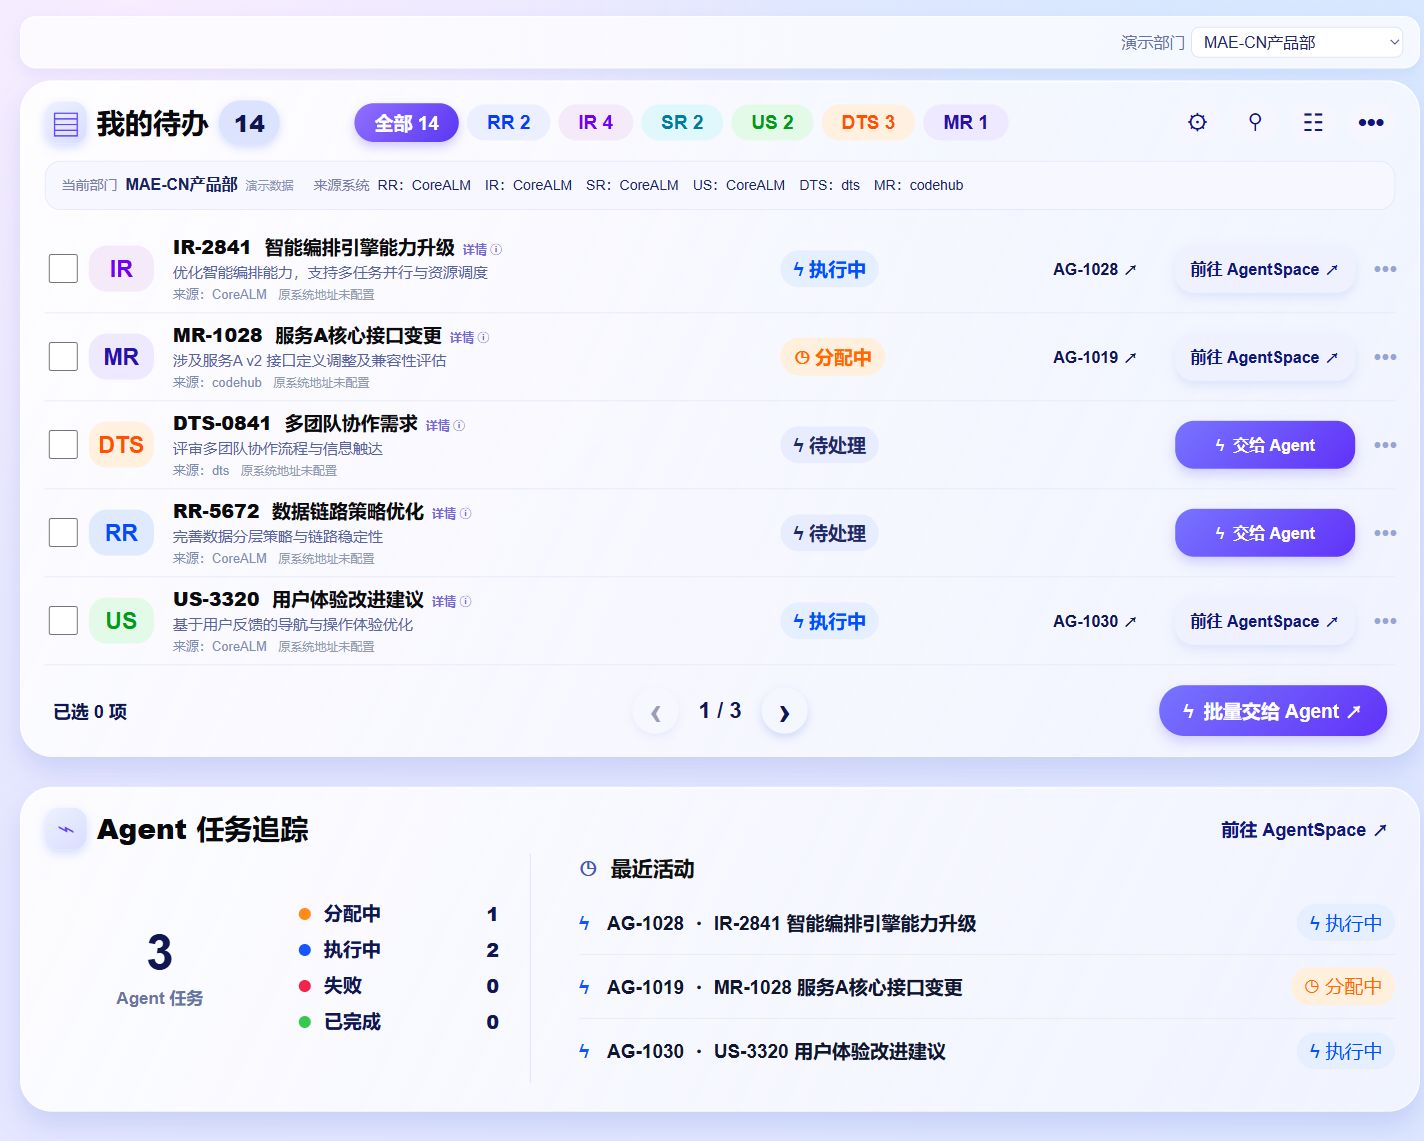 演示部门 MAE-CN产品部
我的待办 14 全部 14 RR 2 IR 4 SR 2 US 2 DTS 3 MR 1
当前部门 MAE-CN产品部 演示数据 来源系统 RR：CoreALM IR：CoreALM SR：CoreALM US：CoreALM DTS：dts MR：codehub
IR
IR-2841 智能编排引擎能力升级 详情
优化智能编排能力，支持多任务并行与资源调度
来源：CoreALM 原系统地址未配置
执行中
AG-1028 ↗
前往 AgentSpace ↗
MR
MR-1028 服务A核心接口变更 详情
涉及服务A v2 接口定义调整及兼容性评估
来源：codehub 原系统地址未配置
分配中
AG-1019 ↗
前往 AgentSpace ↗
DTS
DTS-0841 多团队协作需求 详情
评审多团队协作流程与信息触达
来源：dts 原系统地址未配置
待处理
交给 Agent
RR
RR-5672 数据链路策略优化 详情
完善数据分层策略与链路稳定性
来源：CoreALM 原系统地址未配置
待处理
交给 Agent
US
US-3320 用户体验改进建议 详情
基于用户反馈的导航与操作体验优化
来源：CoreALM 原系统地址未配置
执行中
AG-1030 ↗
前往 AgentSpace ↗
已选 0 项
1 / 3
批量交给 Agent ↗
Agent 任务追踪
前往 AgentSpace ↗
3
Agent 任务
分配中 1
执行中 2
失败 0
已完成 0
最近活动
AG-1028 · IR-2841 智能编排引擎能力升级 执行中
AG-1019 · MR-1028 服务A核心接口变更 分配中
AG-1030 · US-3320 用户体验改进建议 执行中